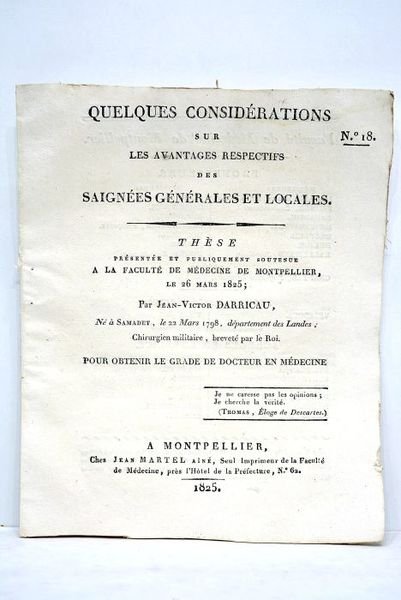 QUELQUES CONSIDÉRATIONS
SUR
N.º 18.
LES AVANTAGES RESPECTIFS
DES
SAIGNÉES GÉNÉRALES ET LOCALES.
THÈSE
PRÉSENTÉE ET PUBLIQUEMENT SOUTENUE
A LA FACULTÉ DE MÉDECINE DE MONTPELLIER,
LE 26 MARS 1825;
Par JEAN-VICTOR DARRICAU,
Né à SAMADET, le 22 Mars 1798, département des Landes;
Chirurgien militaire, breveté par le Roi.
POUR OBTENIR LE GRADE DE DOCTEUR EN MÉDECINE
Je ne caresse pas les opinions;
Je cherche la vérité.
(THOMAS, Éloge de Descartes.)
A MONTPELLIER,
Chez JEAN MARTEL AÎNÉ, Seul Imprimeur de la Faculté
de Médecine, près l'Hôtel de la Préfecture, N.º 62.
1825.